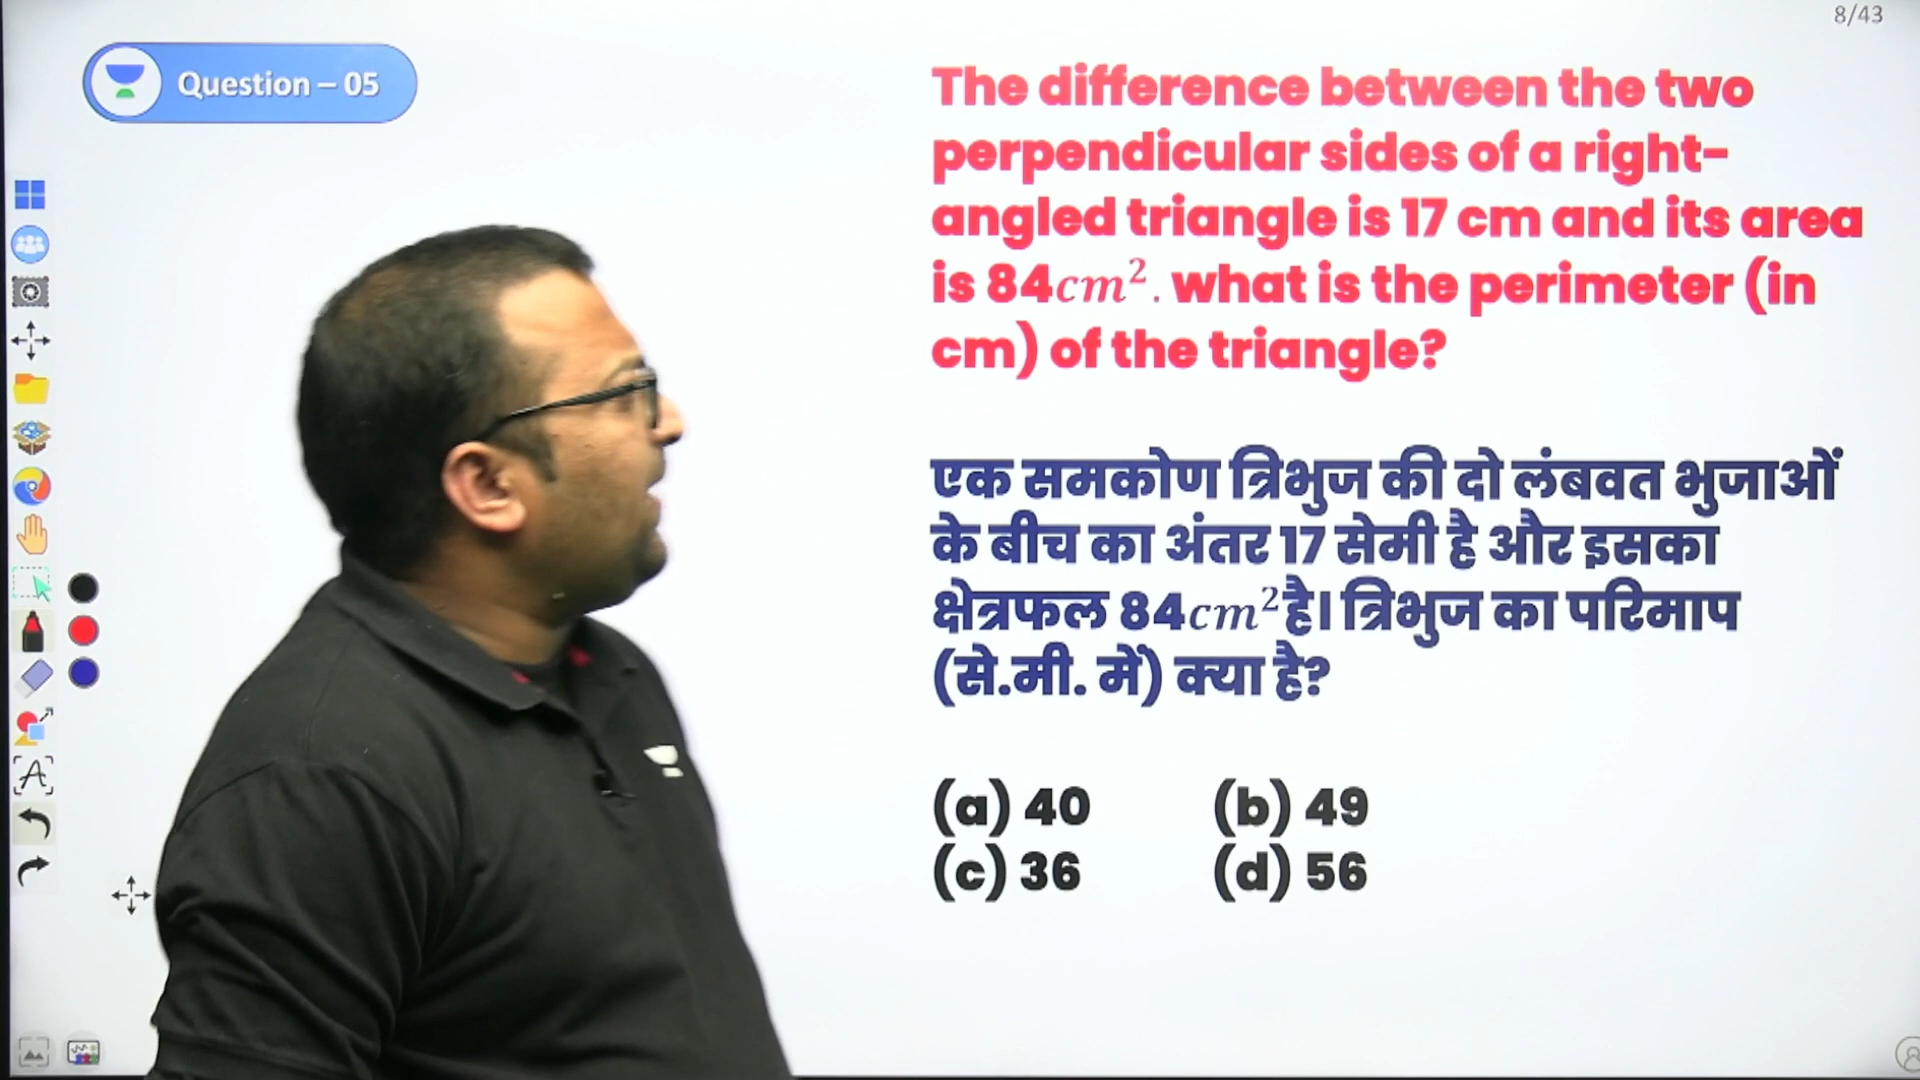 8/43
Question – 05
The difference between the two
perpendicular sides of a right-
angled triangle is 17 cm and its area
is 84cm². what is the perimeter (in
cm) of the triangle?
एक समकोण त्रिभुज की दो लंबवत भुजाओं
के बीच का अंतर 17 सेमी है और इसका
क्षेत्रफल 84cm²है। त्रिभुज का परिमाप
(से.मी. में) क्या है?
(a) 40 (b) 49
(c) 36 (d) 56